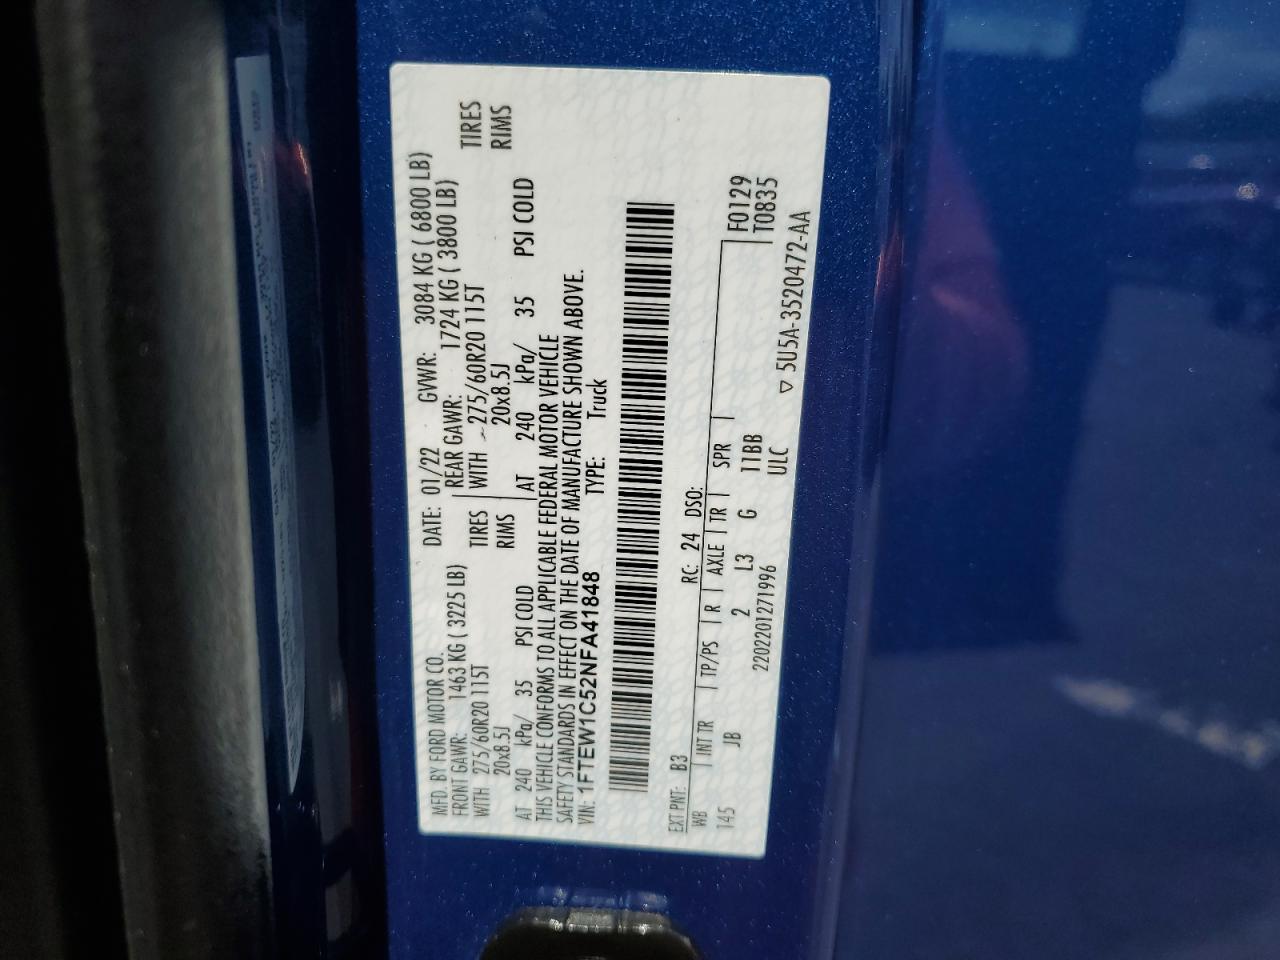 MFD. BY FORD MOTOR CO. DATE: 01/22 GVWR: 3084 KG ( 6800 LB)
FRONT GAWR: 1463 KG ( 3225 LB) REAR GAWR: 1724 KG ( 3800 LB)
WITH 275/60R20 115T TIRES WITH 275/60R20 115T TIRES
20x8.5J RIMS 20x8.5J RIMS
AT 240 kPa/ 35 PSI COLD AT 240 kPa/ 35 PSI COLD
THIS VEHICLE CONFORMS TO ALL APPLICABLE FEDERAL MOTOR VEHICLE
SAFETY STANDARDS IN EFFECT ON THE DATE OF MANUFACTURE SHOWN ABOVE.
VIN: 1FTEW1C52NFA41848 TYPE: Truck
EXT PNT: B3 RC: 24 DSO: F0129
WB INT TR TP/PS R AXLE TR SPR T0835
145 JB 2 L3 G 11BB
2202201271996 ULC
▽ 5U5A-3520472-AA